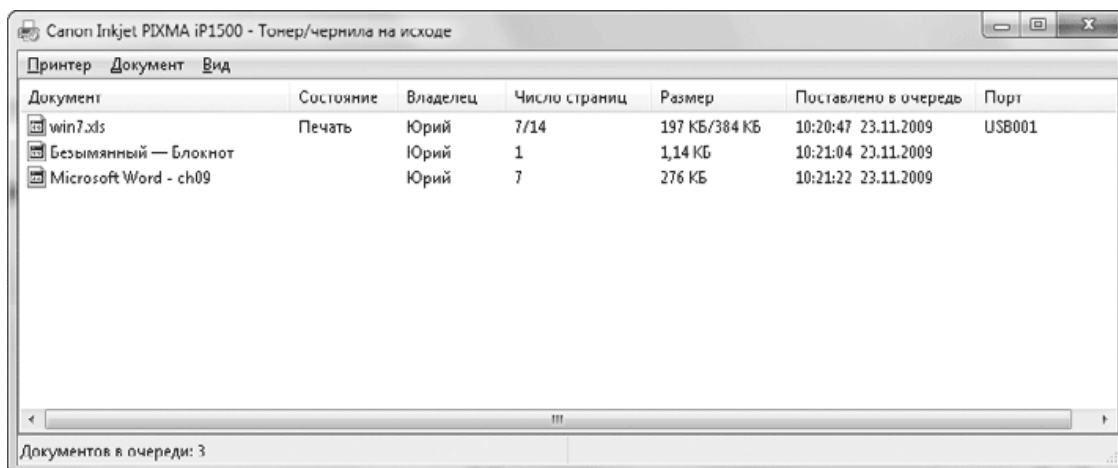 Canon Inkjet PIXMA iP1500 - Тонер/чернила на исходе
Принтер Документ Вид
Документ Состояние Владелец Число страниц Размер Поставлено в очередь Порт
win7.xls Печать Юрий 7/14 197 КБ/384 КБ 10:20:47 23.11.2009 USB001
Безымянный — Блокнот Юрий 1 1,14 КБ 10:21:04 23.11.2009
Microsoft Word - ch09 Юрий 7 276 КБ 10:21:22 23.11.2009
Документов в очереди: 3